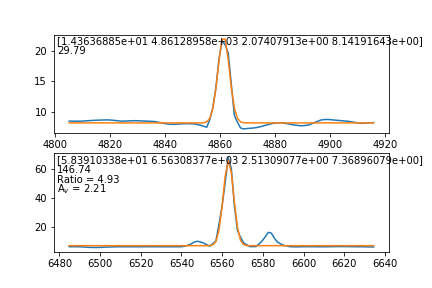 [1.43636885e+01 4.86128958e+03 2.07407913e+00 8.14191643e+00]
29.79
20
15
10
4800 4820 4840 4860 4880 4900 4920
[5.83910338e+01 6.56308377e+03 2.51309077e+00 7.36896079e+00]
146.74
Ratio = 4.93
Aᵥ = 2.21
60
40
20
6480 6500 6520 6540 6560 6580 6600 6620 6640